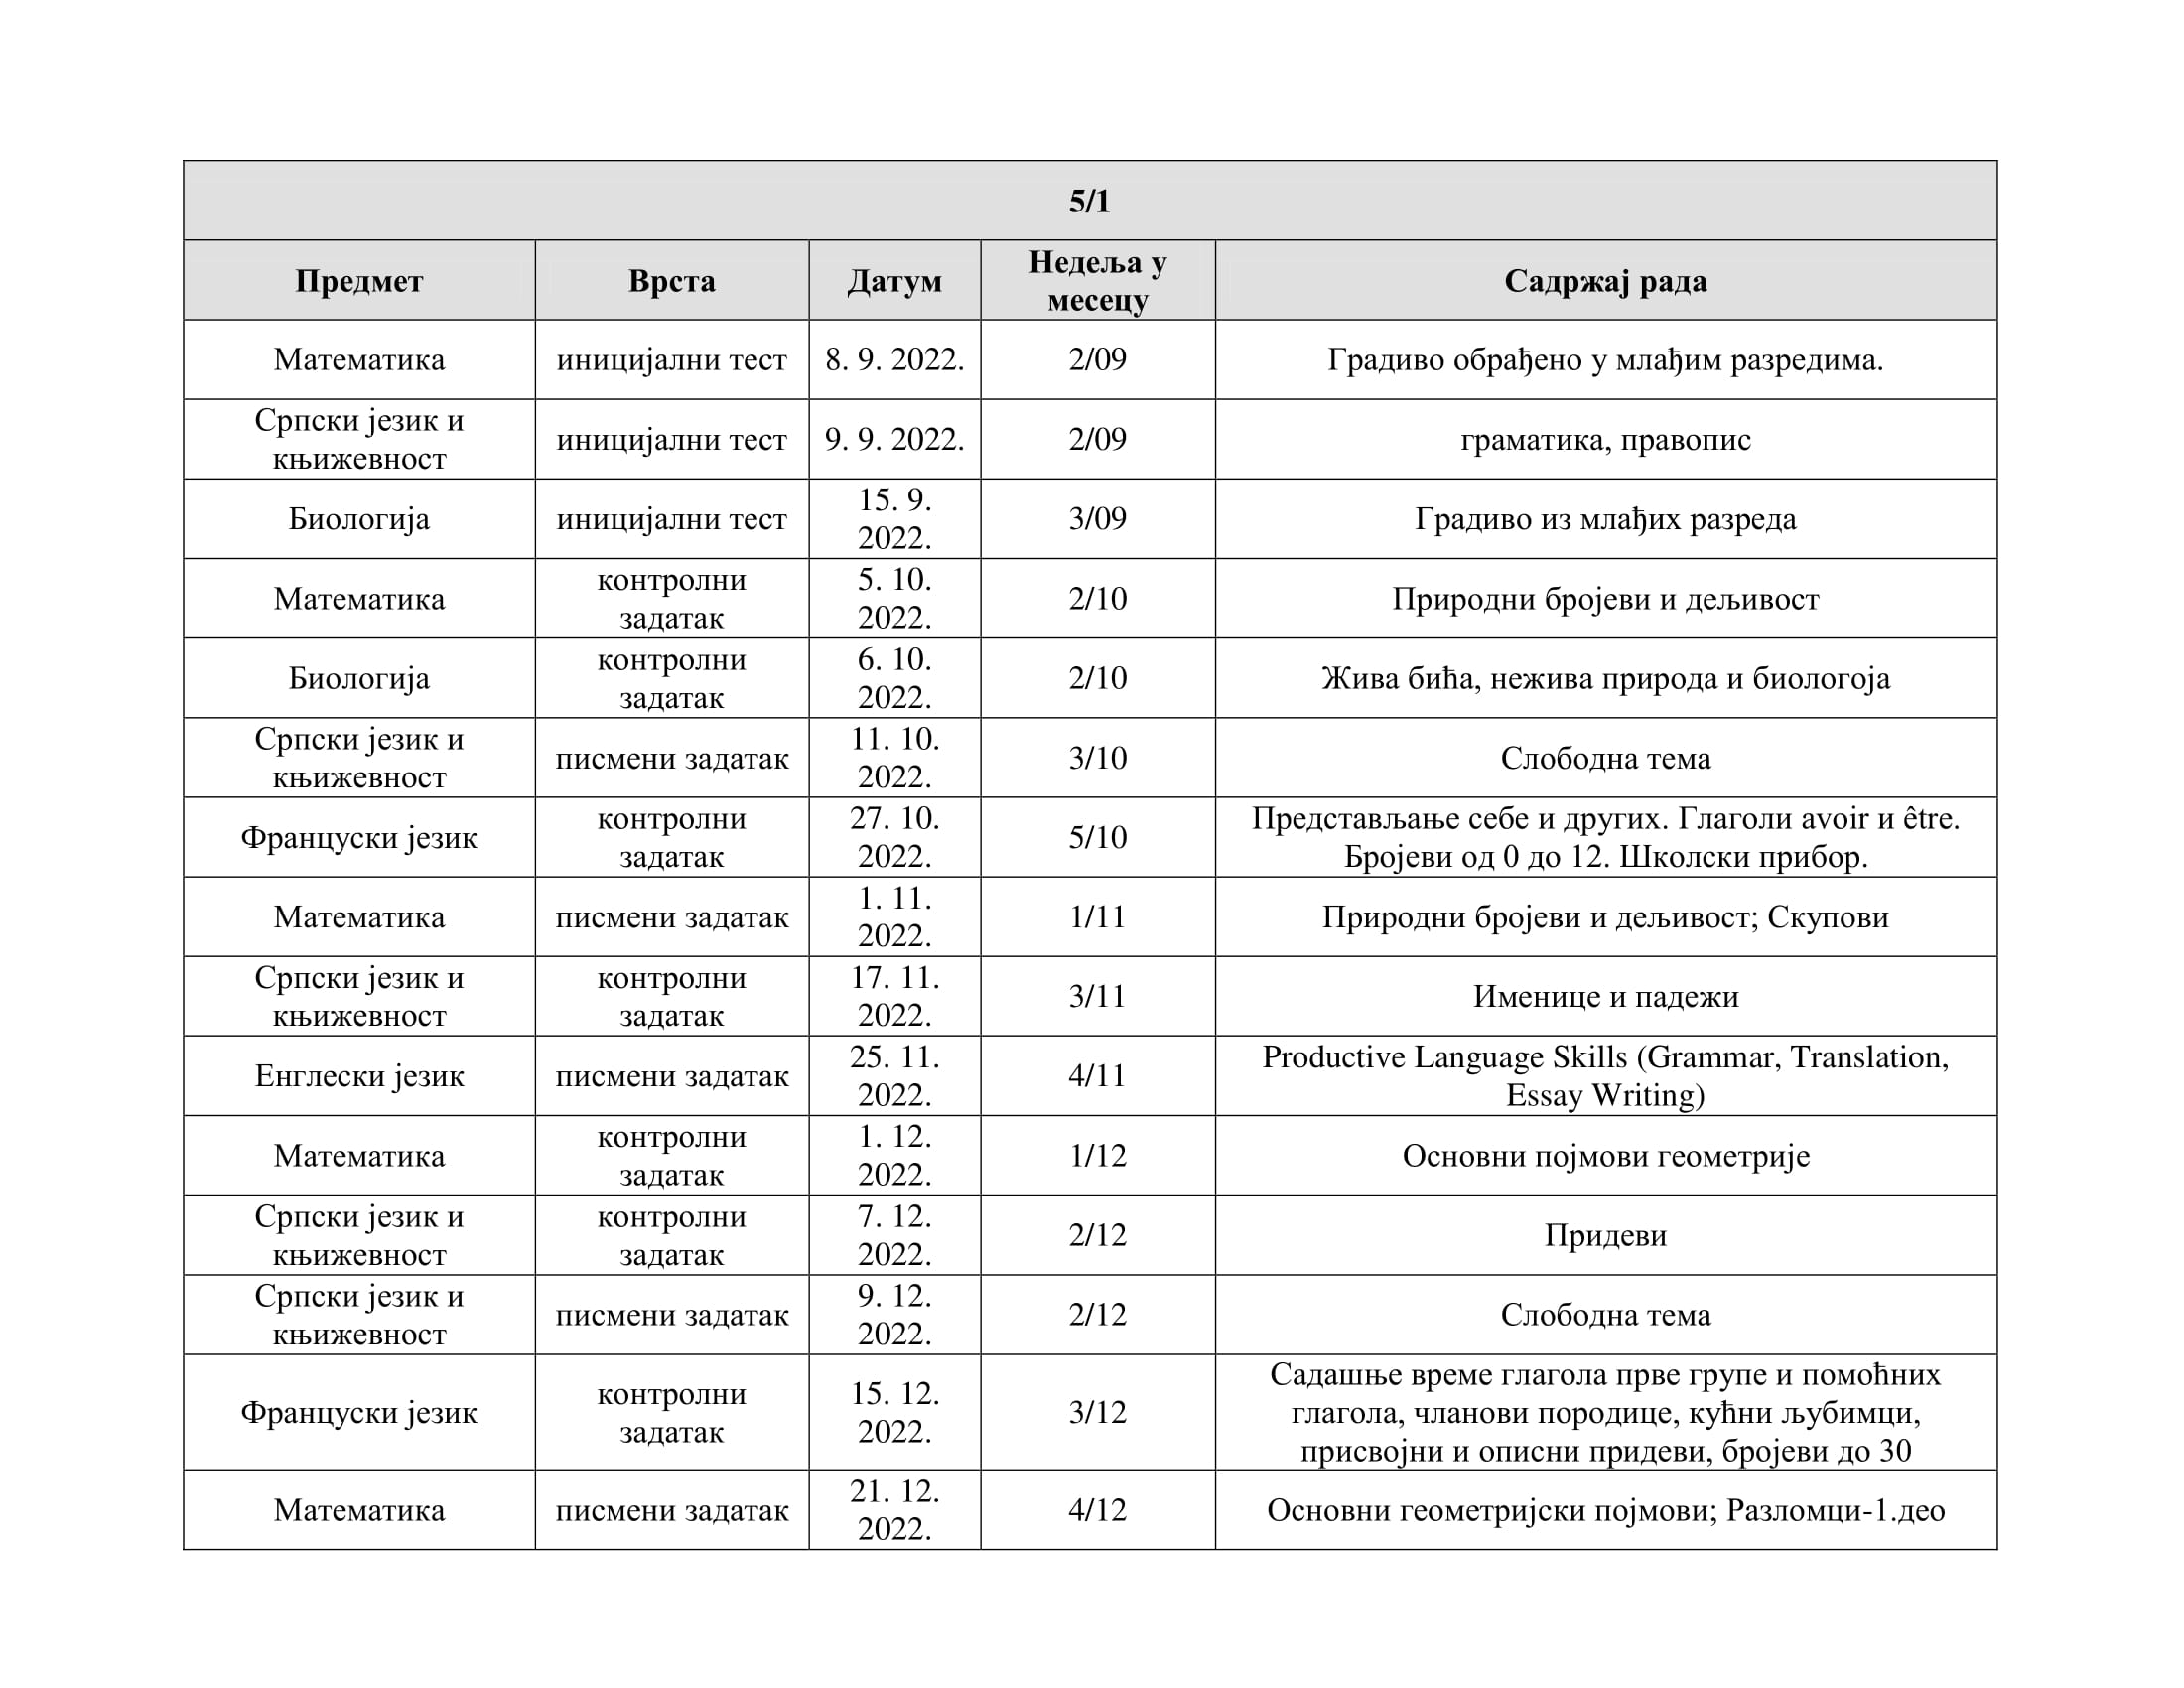 5/1
Предмет
Врста
Датум
Недеља у
месецу
Садржај рада
Математика
иницијални тест
8. 9. 2022.
2/09
Градиво обрађено у млађим разредима.
Српски језик и
књижевност
иницијални тест
9. 9. 2022.
2/09
граматика, правопис
Биологија
иницијални тест
15. 9.
2022.
3/09
Градиво из млађих разреда
Математика
контролни
задатак
5. 10.
2022.
2/10
Природни бројеви и дељивост
Биологија
контролни
задатак
6. 10.
2022.
2/10
Жива бића, нежива природа и биологоја
Српски језик и
књижевност
писмени задатак
11. 10.
2022.
3/10
Слободна тема
Француски језик
контролни
задатак
27. 10.
2022.
5/10
Представљање себе и других. Глаголи avoir и être.
Бројеви од 0 до 12. Школски прибор.
Математика
писмени задатак
1. 11.
2022.
1/11
Природни бројеви и дељивост; Скупови
Српски језик и
књижевност
контролни
задатак
17. 11.
2022.
3/11
Именице и падежи
Енглески језик
писмени задатак
25. 11.
2022.
4/11
Productive Language Skills (Grammar, Translation,
Essay Writing)
Математика
контролни
задатак
1. 12.
2022.
1/12
Основни појмови геометрије
Српски језик и
књижевност
контролни
задатак
7. 12.
2022.
2/12
Придеви
Српски језик и
књижевност
писмени задатак
9. 12.
2022.
2/12
Слободна тема
Француски језик
контролни
задатак
15. 12.
2022.
3/12
Садашње време глагола прве групе и помоћних
глагола, чланови породице, кућни љубимци,
присвојни и описни придеви, бројеви до 30
Математика
писмени задатак
21. 12.
2022.
4/12
Основни геометријски појмови; Разломци-1.део